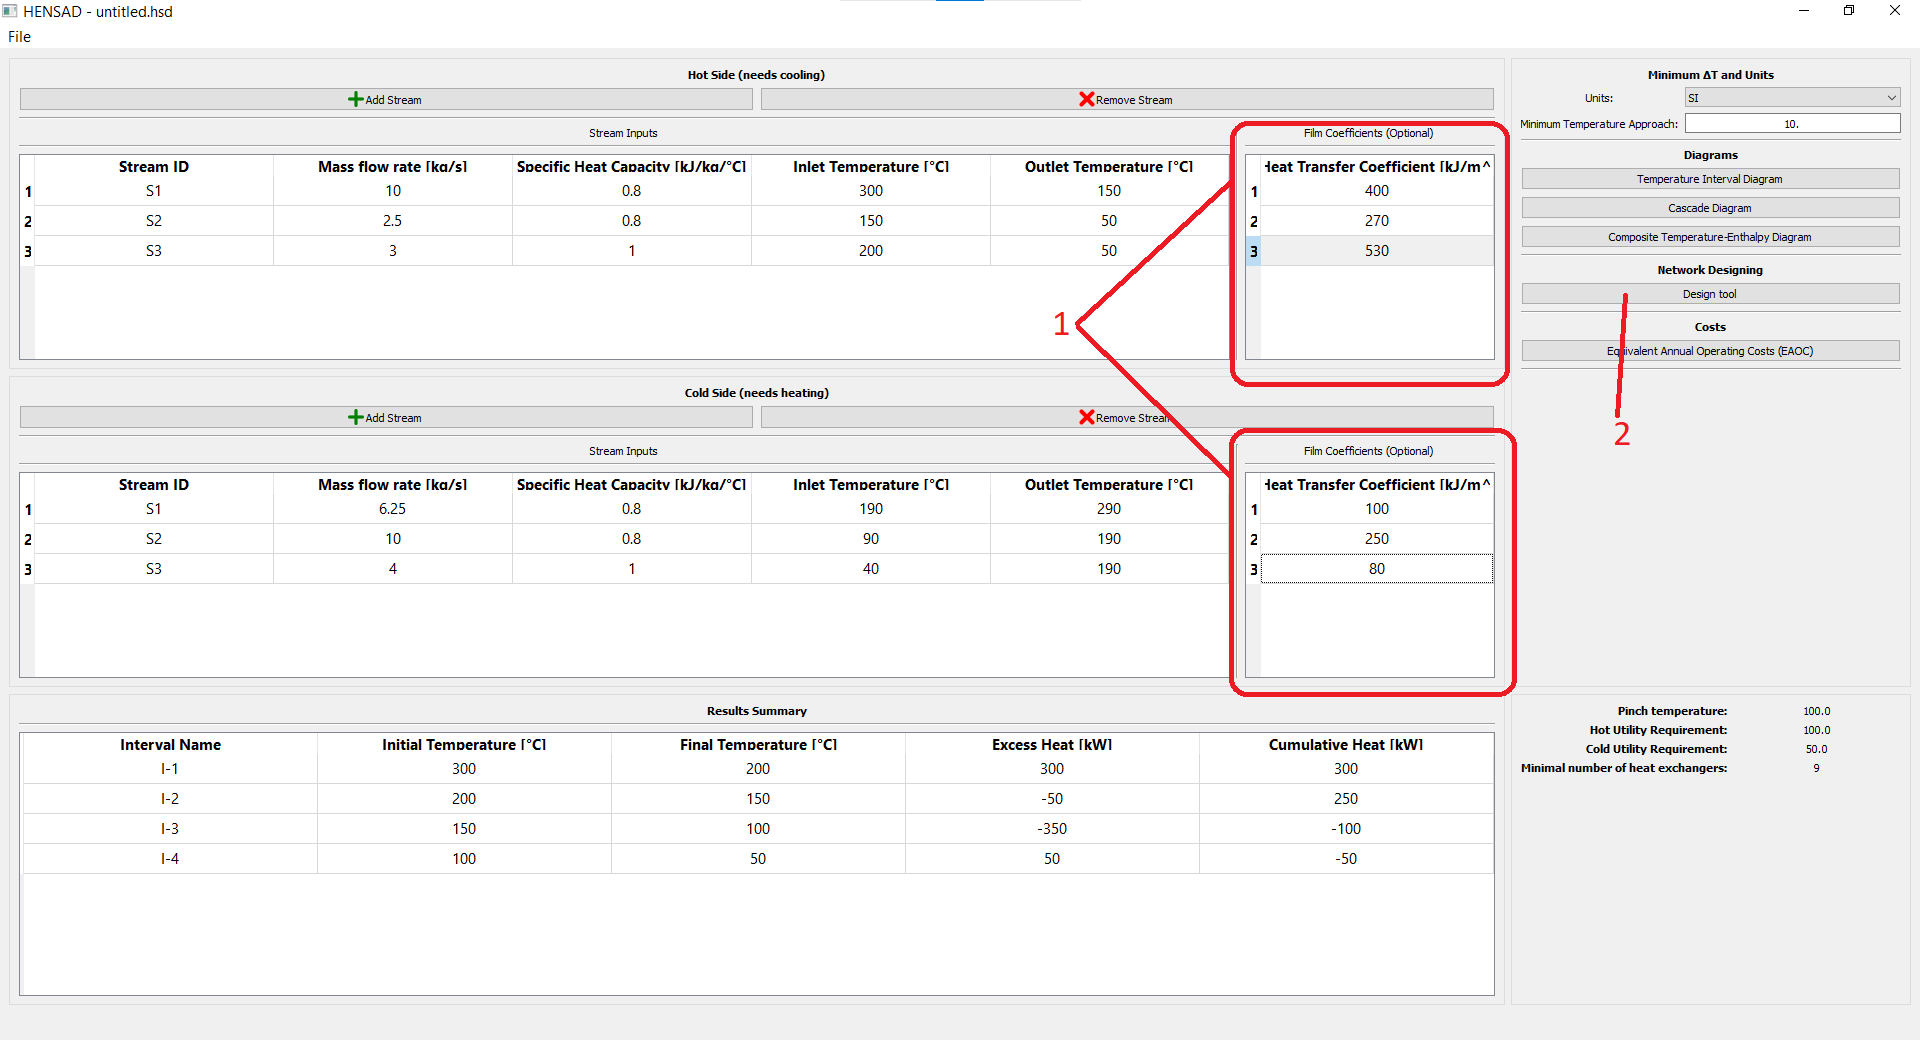 HENSAD - untitled.hsd
File
Hot Side (needs cooling)
Add Stream Remove Stream
Stream Inputs Film Coefficients (Optional)
Stream ID Mass flow rate [kg/s] Specific Heat Capacity [kJ/kg/°C] Inlet Temperature [°C] Outlet Temperature [°C] Heat Transfer Coefficient [kJ/m^
1 S1 10 0.8 300 150 1 400
2 S2 2.5 0.8 150 50 2 270
3 S3 3 1 200 50 3 530
1
Cold Side (needs heating)
Add Stream Remove Stream
Stream Inputs Film Coefficients (Optional)
Stream ID Mass flow rate [kg/s] Specific Heat Capacity [kJ/kg/°C] Inlet Temperature [°C] Outlet Temperature [°C] Heat Transfer Coefficient [kJ/m^
1 S1 6.25 0.8 190 290 1 100
2 S2 10 0.8 90 190 2 250
3 S3 4 1 40 190 3 80
Results Summary
Interval Name Initial Temperature [°C] Final Temperature [°C] Excess Heat [kW] Cumulative Heat [kW]
I-1 300 200 300 300
I-2 200 150 -50 250
I-3 150 100 -350 -100
I-4 100 50 50 -50
Minimum ΔT and Units
Units: SI
Minimum Temperature Approach: 10.
Diagrams
Temperature Interval Diagram
Cascade Diagram
Composite Temperature-Enthalpy Diagram
Network Designing
Design tool
Costs
Equivalent Annual Operating Costs (EAOC)
2
Pinch temperature: 100.0
Hot Utility Requirement: 100.0
Cold Utility Requirement: 50.0
Minimal number of heat exchangers: 9